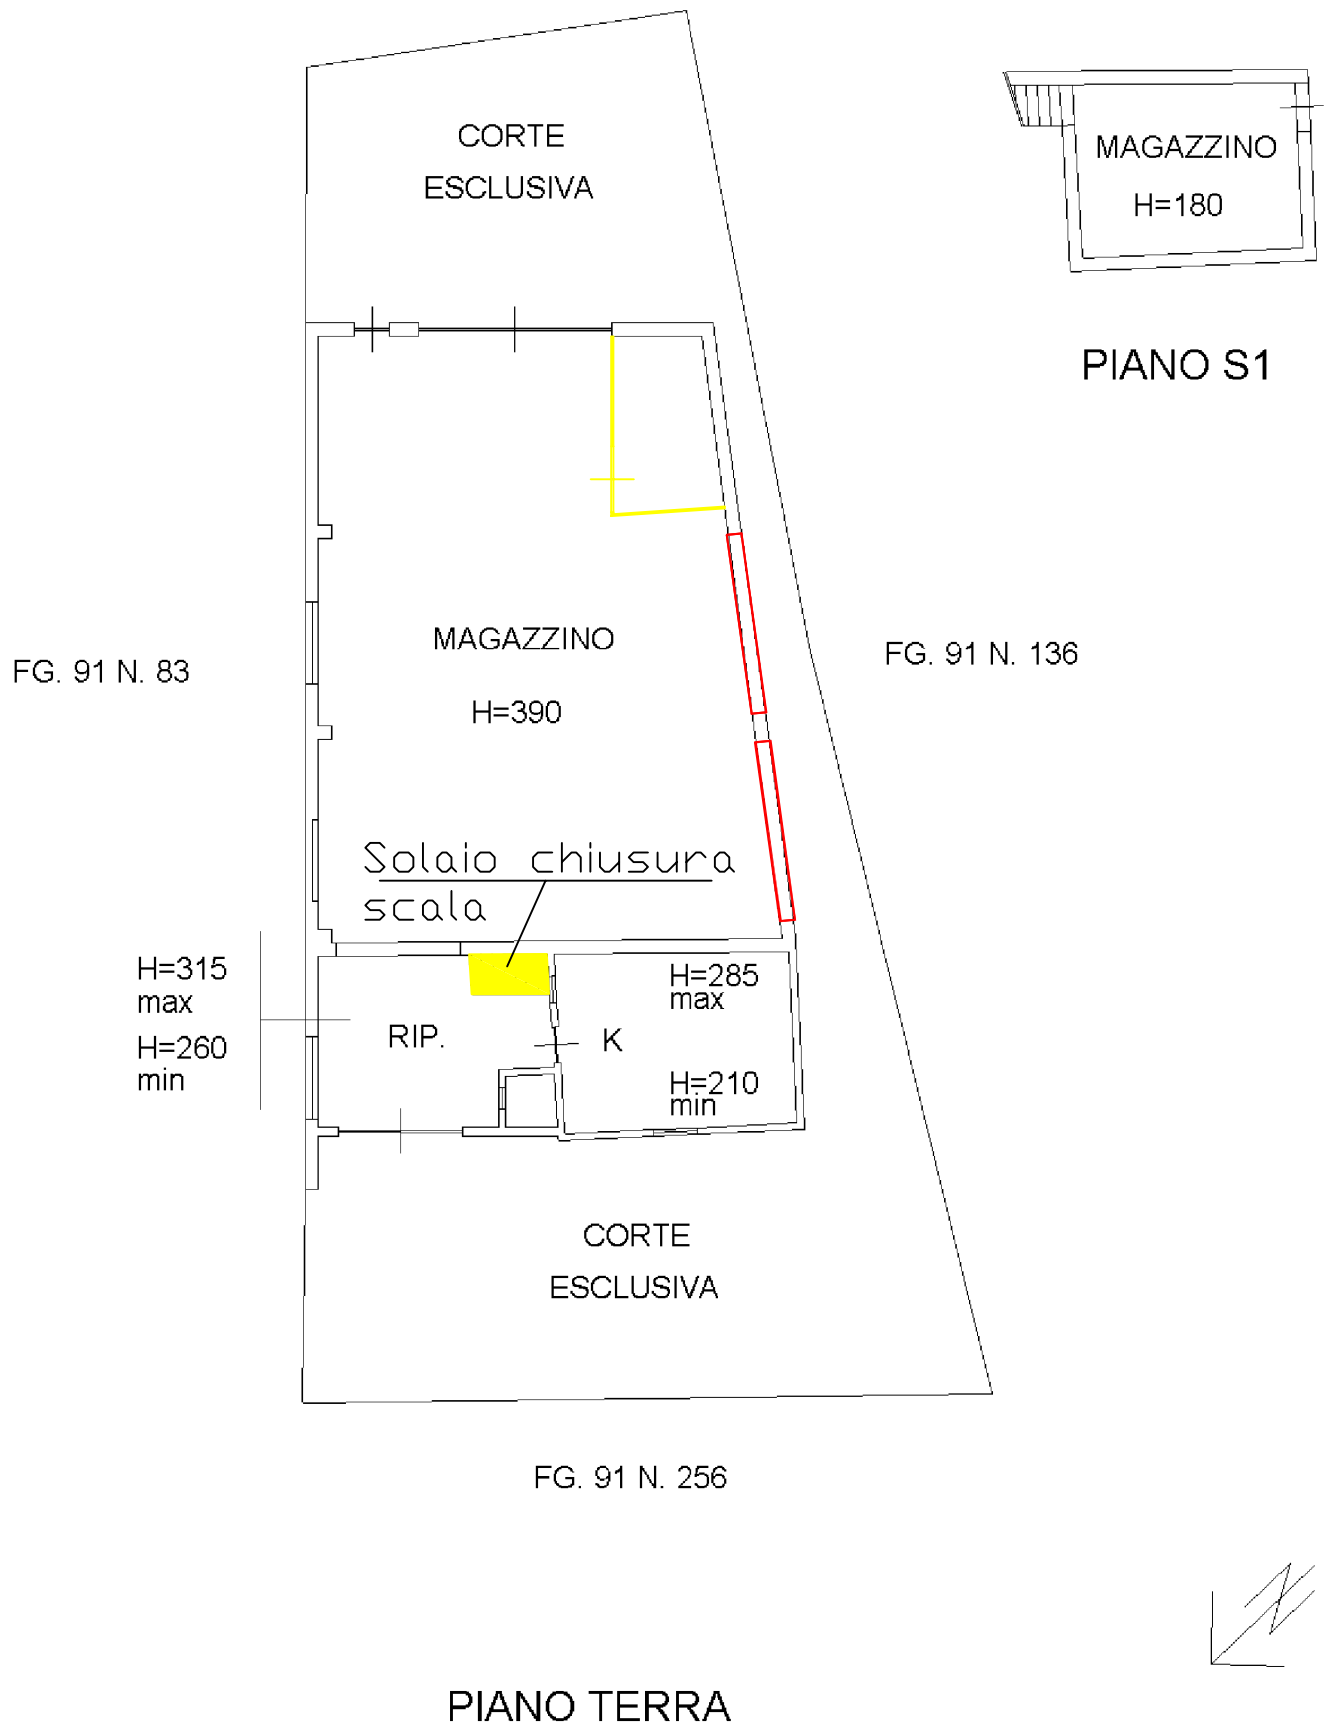 CORTE
ESCLUSIVA
MAGAZZINO
H=180
PIANO S1
FG. 91 N. 83
MAGAZZINO
H=390
FG. 91 N. 136
Solaio chiusura
scala
H=315
max
H=260
min
RIP.
K
H=285
max
H=210
min
CORTE
ESCLUSIVA
FG. 91 N. 256
N
PIANO TERRA